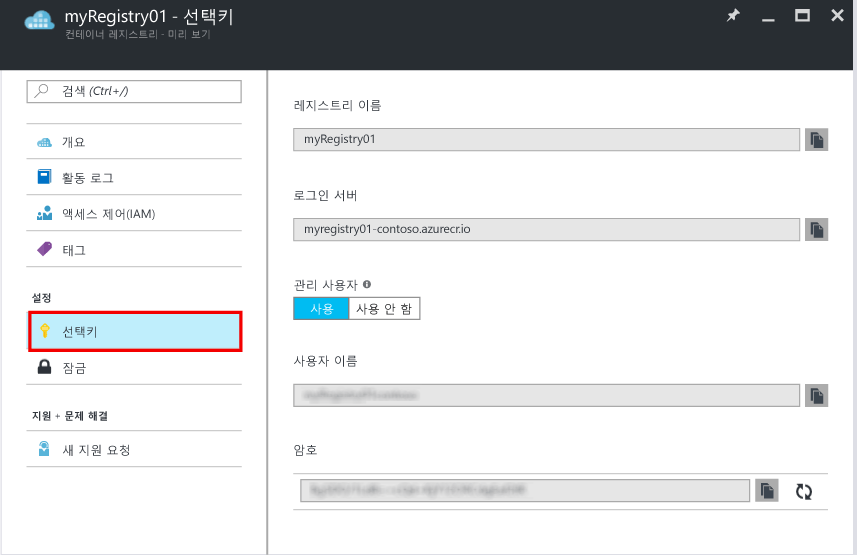 myRegistry01 - 선택키
컨테이너 레지스트리 - 미리 보기
검색 (Ctrl+/)
개요
활동 로그
액세스 제어(IAM)
태그
설정
선택키
잠금
지원 + 문제 해결
새 지원 요청
레지스트리 이름
myRegistry01
로그인 서버
myregistry01-contoso.azurecr.io
관리 사용자
사용 사용 안 함
사용자 이름
암호